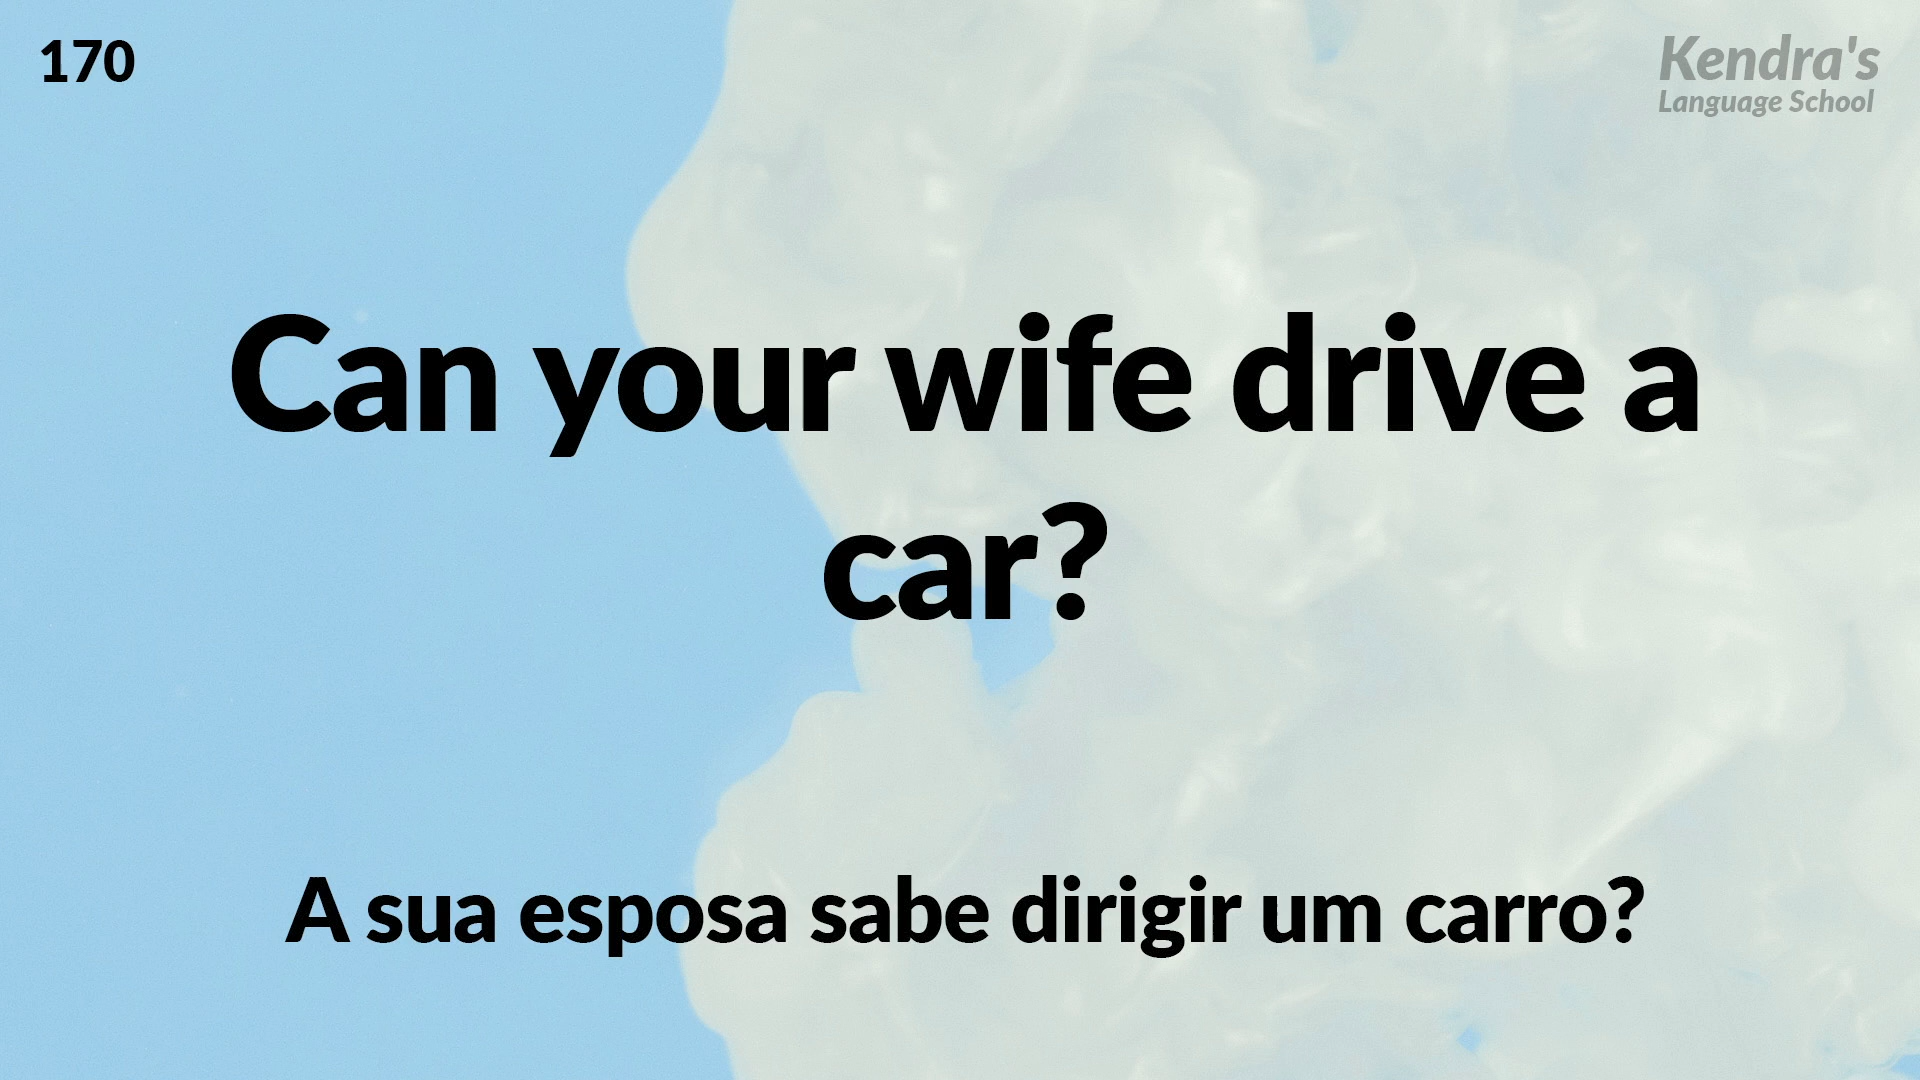 170
Kendra's
Language School
Can your wife drive a
car?
A sua esposa sabe dirigir um carro?